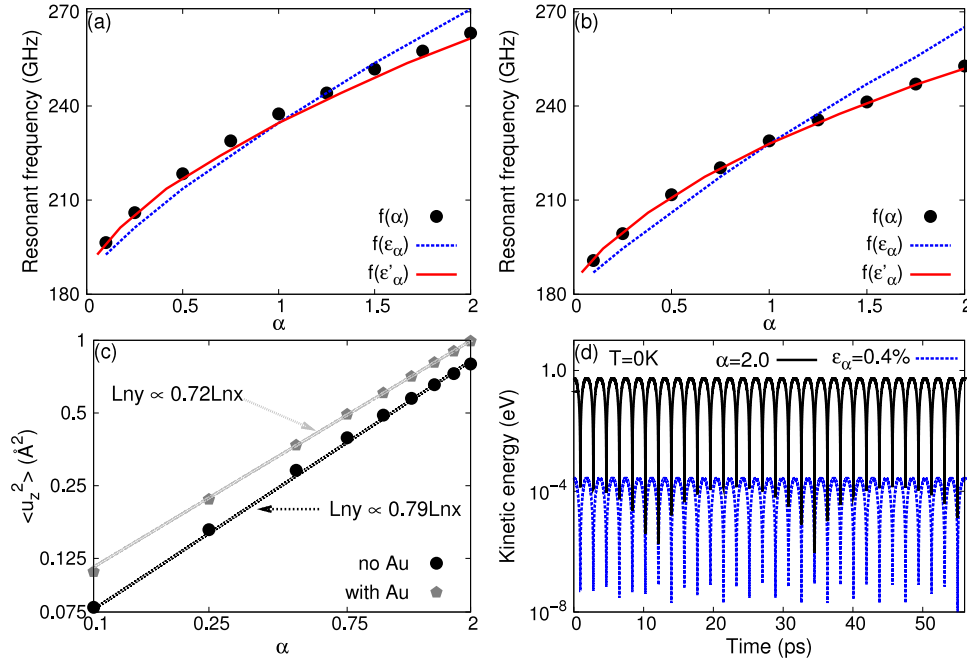 (a)
Resonant frequency (GHz)
270
240
210
180
f(α)
f(ε_α)
f(ε'_α)
0 0.5 1 1.5 2
α
(b)
Resonant frequency (GHz)
270
240
210
180
f(α)
f(ε_α)
f(ε'_α)
0 0.5 1 1.5 2
α
(c)
<u_z^2> (Å^2)
1
0.5
0.25
0.125
0.075
Lny ∝ 0.72Lnx
Lny ∝ 0.79Lnx
no Au
with Au
0.1 0.25 0.75 2
α
(d) T=0K α=2.0 ε_α=0.4%
Kinetic energy (eV)
1.0
10^-4
10^-8
0 10 20 30 40 50
Time (ps)